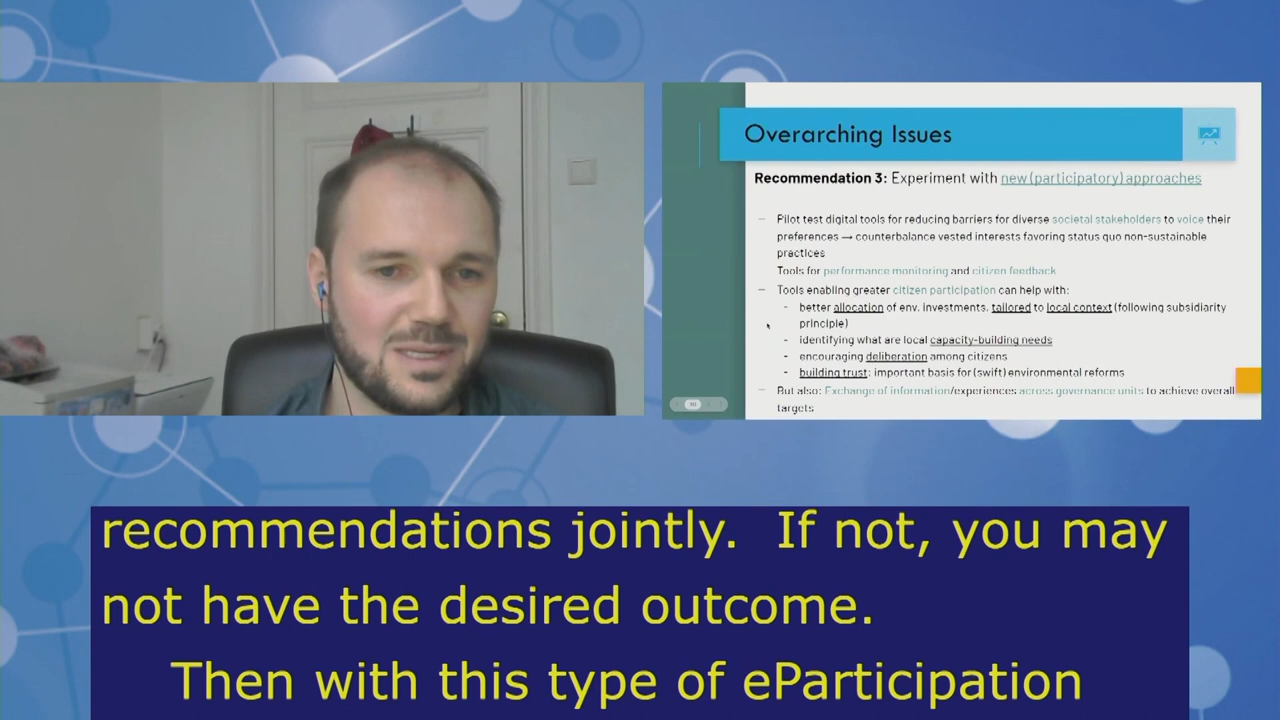 Overarching Issues
Recommendation 3: Experiment with new (participatory) approaches
– Pilot test digital tools for reducing barriers for diverse societal stakeholders to voice their
preferences → counterbalance vested interests favoring status quo non-sustainable
practices
Tools for performance monitoring and citizen feedback
– Tools enabling greater citizen participation can help with:
- better allocation of env. investments, tailored to local context (following subsidiarity
principle)
- identifying what are local capacity-building needs
- encouraging deliberation among citizens
- building trust: important basis for (swift) environmental reforms
– But also: Exchange of information/experiences across governance units to achieve overall
targets
recommendations jointly. If not, you may
not have the desired outcome.
Then with this type of eParticipation